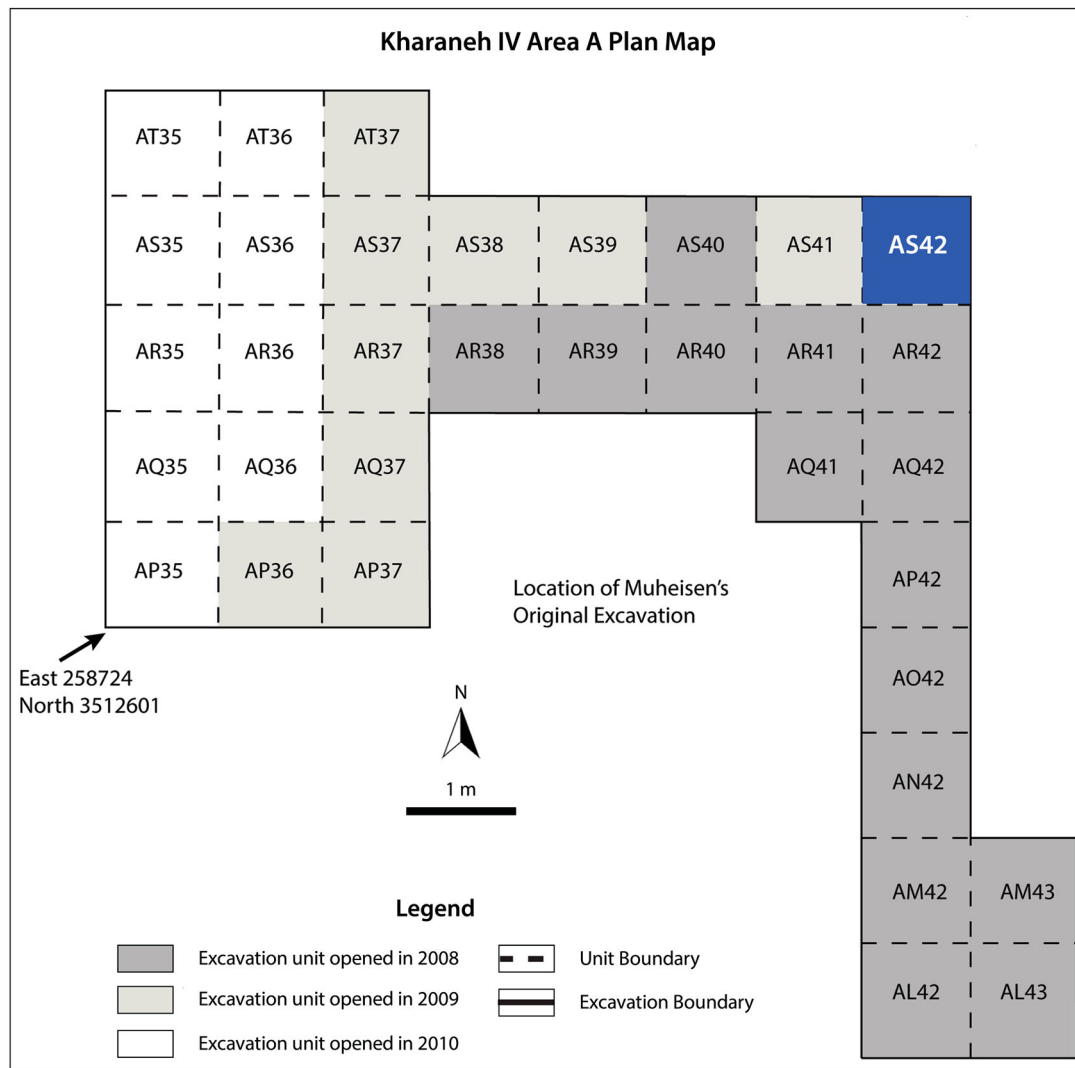 Kharaneh IV Area A Plan Map
AT35 AT36 AT37
AS35 AS36 AS37 AS38 AS39 AS40 AS41 AS42
AR35 AR36 AR37 AR38 AR39 AR40 AR41 AR42
AQ35 AQ36 AQ37 AQ41 AQ42
AP35 AP36 AP37 AP42
Location of Muheisen's
Original Excavation
East 258724
North 3512601
AO42
N
1 m
AN42
AM42 AM43
AL42 AL43
Legend
Excavation unit opened in 2008
Excavation unit opened in 2009
Excavation unit opened in 2010
Unit Boundary
Excavation Boundary